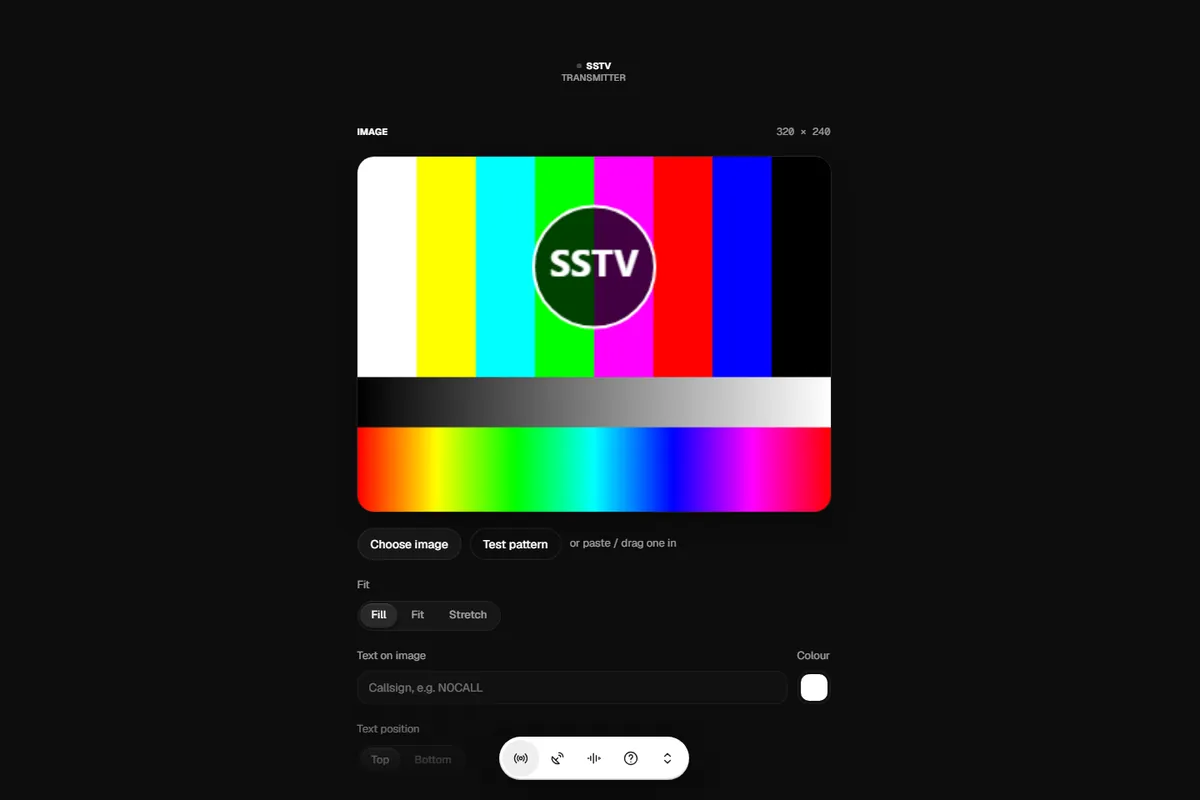 SSTV
TRANSMITTER
IMAGE
320 × 240
SSTV
Choose image
Test pattern
or paste / drag one in
Fit
Fill
Fit
Stretch
Text on image
Colour
Callsign, e.g. N0CALL
Text position
Top
Bottom